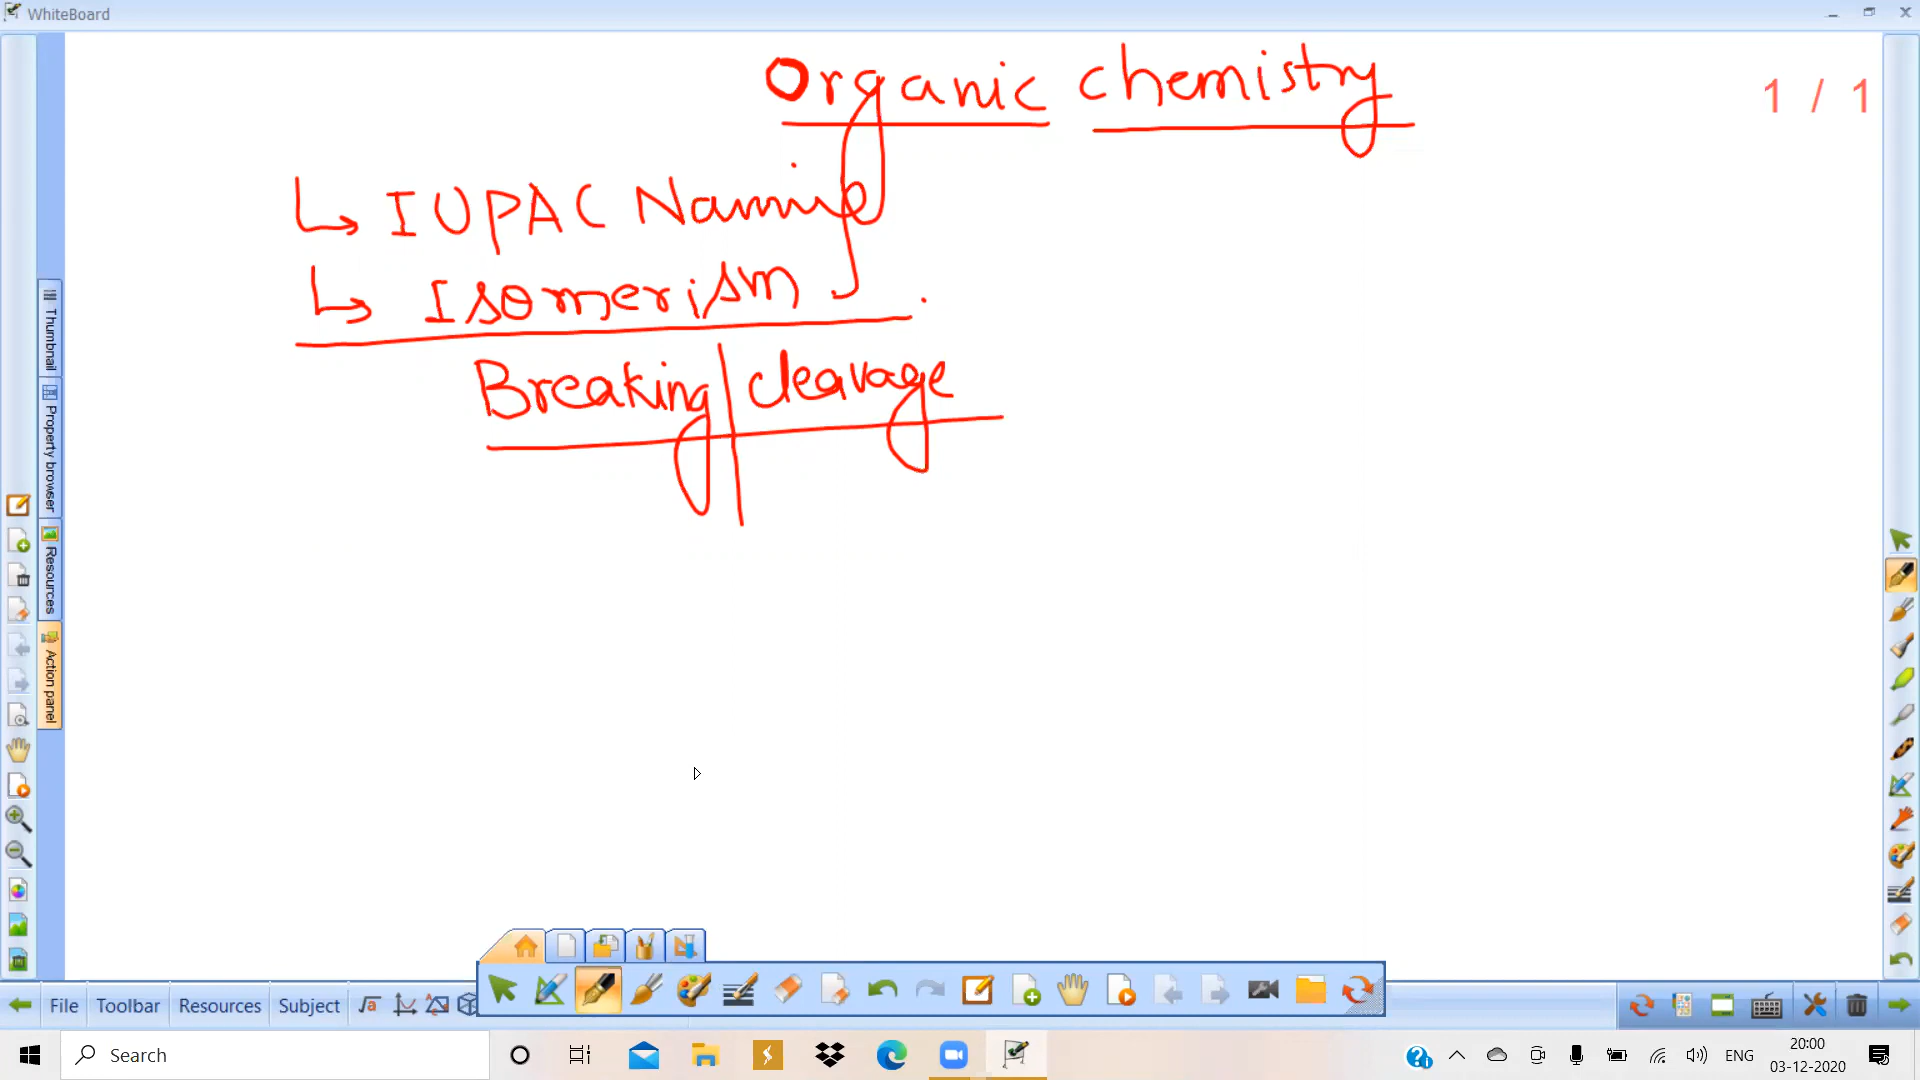 WhiteBoard
Organic chemistry
1 / 1
IUPAC Naming
Isomerism
Breaking | cleavage
Thumbnail
Property browser
Resources
Action panel
File Toolbar Resources Subject
Search
ENG
20:00
03-12-2020